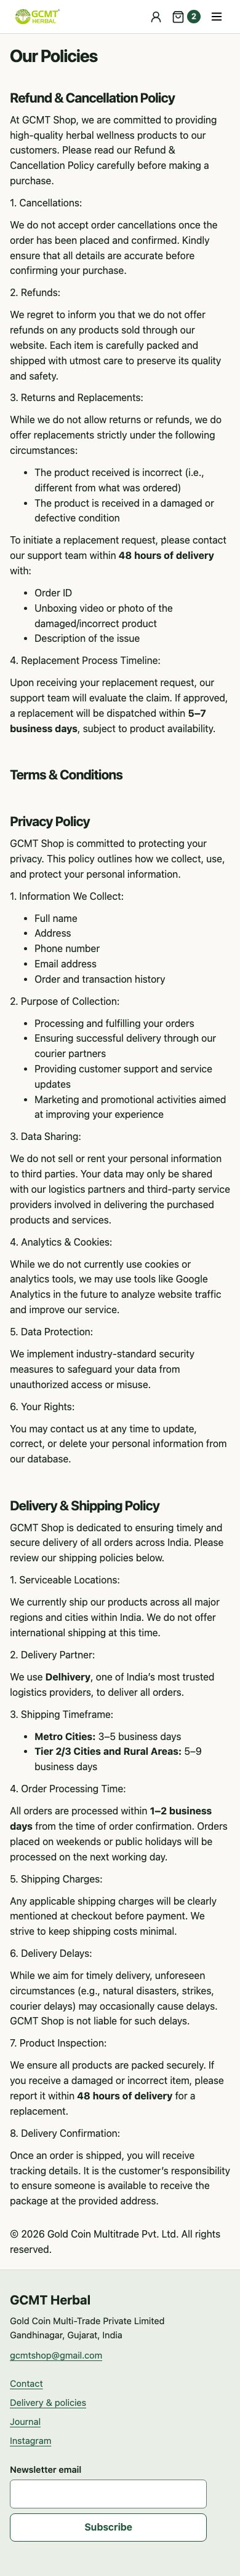 GCMT
HERBAL
2
Our Policies
Refund & Cancellation Policy
At GCMT Shop, we are committed to providing
high-quality herbal wellness products to our
customers. Please read our Refund &
Cancellation Policy carefully before making a
purchase.
1. Cancellations:
We do not accept order cancellations once the
order has been placed and confirmed. Kindly
ensure that all details are accurate before
confirming your purchase.
2. Refunds:
We regret to inform you that we do not offer
refunds on any products sold through our
website. Each item is carefully packed and
shipped with utmost care to preserve its quality
and safety.
3. Returns and Replacements:
While we do not allow returns or refunds, we do
offer replacements strictly under the following
circumstances:
• The product received is incorrect (i.e.,
different from what was ordered)
• The product is received in a damaged or
defective condition
To initiate a replacement request, please contact
our support team within 48 hours of delivery
with:
• Order ID
• Unboxing video or photo of the
damaged/incorrect product
• Description of the issue
4. Replacement Process Timeline:
Upon receiving your replacement request, our
support team will evaluate the claim. If approved,
a replacement will be dispatched within 5–7
business days, subject to product availability.
Terms & Conditions
Privacy Policy
GCMT Shop is committed to protecting your
privacy. This policy outlines how we collect, use,
and protect your personal information.
1. Information We Collect:
• Full name
• Address
• Phone number
• Email address
• Order and transaction history
2. Purpose of Collection:
• Processing and fulfilling your orders
• Ensuring successful delivery through our
courier partners
• Providing customer support and service
updates
• Marketing and promotional activities aimed
at improving your experience
3. Data Sharing:
We do not sell or rent your personal information
to third parties. Your data may only be shared
with our logistics partners and third-party service
providers involved in delivering the purchased
products and services.
4. Analytics & Cookies:
While we do not currently use cookies or
analytics tools, we may use tools like Google
Analytics in the future to analyze website traffic
and improve our service.
5. Data Protection:
We implement industry-standard security
measures to safeguard your data from
unauthorized access or misuse.
6. Your Rights:
You may contact us at any time to update,
correct, or delete your personal information from
our database.
Delivery & Shipping Policy
GCMT Shop is dedicated to ensuring timely and
secure delivery of all orders across India. Please
review our shipping policies below.
1. Serviceable Locations:
We currently ship our products across all major
regions and cities within India. We do not offer
international shipping at this time.
2. Delivery Partner:
We use Delhivery, one of India's most trusted
logistics providers, to deliver all orders.
3. Shipping Timeframe:
• Metro Cities: 3–5 business days
• Tier 2/3 Cities and Rural Areas: 5–9
business days
4. Order Processing Time:
All orders are processed within 1–2 business
days from the time of order confirmation. Orders
placed on weekends or public holidays will be
processed on the next working day.
5. Shipping Charges:
Any applicable shipping charges will be clearly
mentioned at checkout before payment. We
strive to keep shipping costs minimal.
6. Delivery Delays:
While we aim for timely delivery, unforeseen
circumstances (e.g., natural disasters, strikes,
courier delays) may occasionally cause delays.
GCMT Shop is not liable for such delays.
7. Product Inspection:
We ensure all products are packed securely. If
you receive a damaged or incorrect item, please
report it within 48 hours of delivery for a
replacement.
8. Delivery Confirmation:
Once an order is shipped, you will receive
tracking details. It is the customer's responsibility
to ensure someone is available to receive the
package at the provided address.
© 2026 Gold Coin Multitrade Pvt. Ltd. All rights
reserved.
GCMT Herbal
Gold Coin Multi-Trade Private Limited
Gandhinagar, Gujarat, India
gcmtshop@gmail.com
Contact
Delivery & policies
Journal
Instagram
Newsletter email
Subscribe